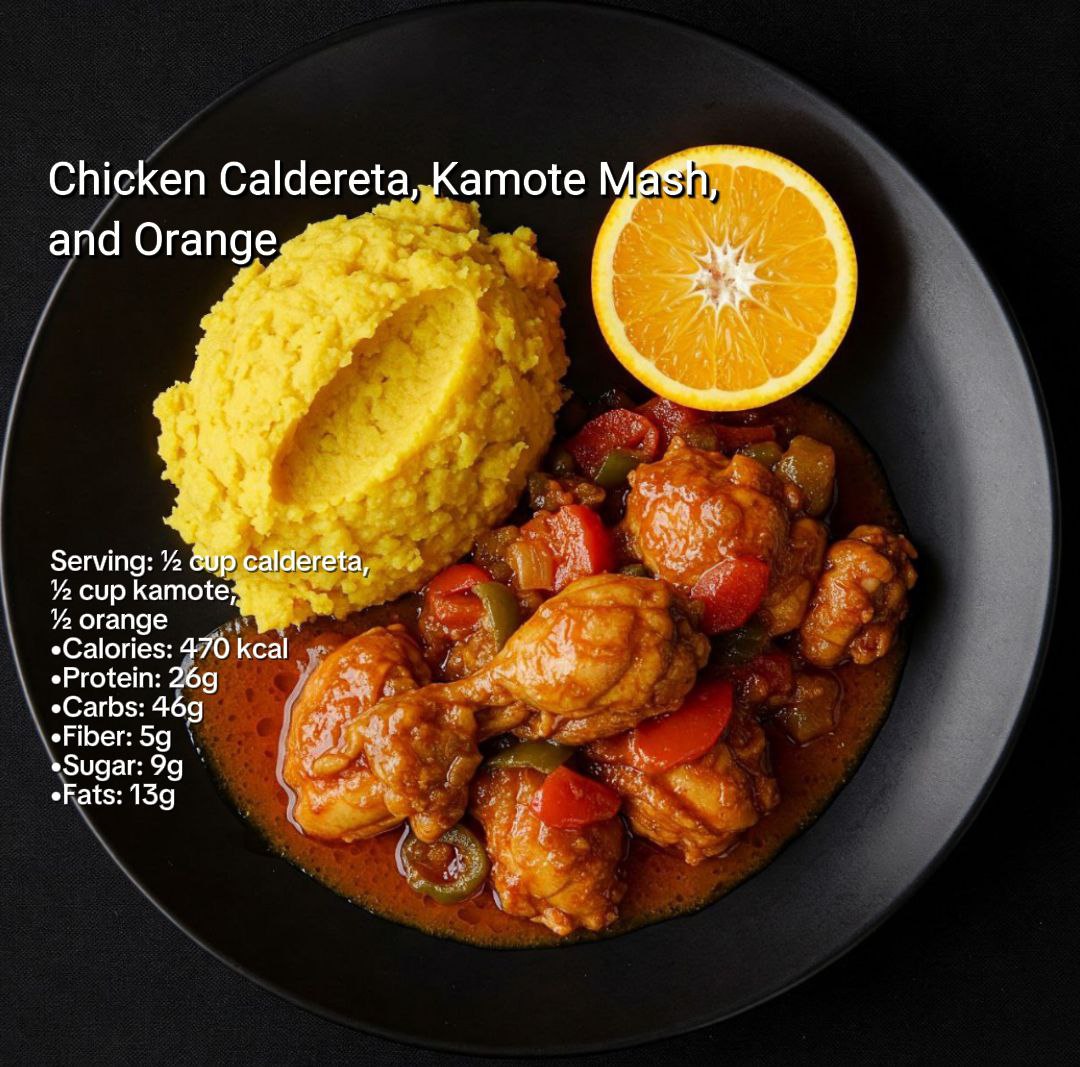 Chicken Caldereta, Kamote Mash,
and Orange
Serving: ½ cup caldereta,
½ cup kamote,
½ orange
•Calories: 470 kcal
•Protein: 26g
•Carbs: 46g
•Fiber: 5g
•Sugar: 9g
•Fats: 13g